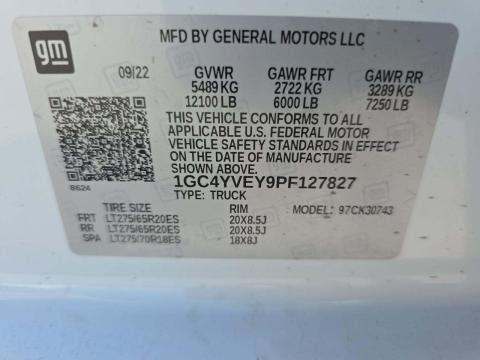 gm
MFD BY GENERAL MOTORS LLC
09/22 GVWR GAWR FRT GAWR RR
5489 KG 2722 KG 3289 KG
12100 LB 6000 LB 7250 LB
THIS VEHICLE CONFORMS TO ALL
APPLICABLE U.S. FEDERAL MOTOR
VEHICLE SAFETY STANDARDS IN EFFECT
ON THE DATE OF MANUFACTURE SHOWN ABOVE.
1GC4YVEY9PF127827
8624 TYPE: TRUCK
TIRE SIZE RIM MODEL: 97CK30743
FRT LT275/65R20ES 20X8.5J
RR LT275/65R20ES 20X8.5J
SPA LT275/70R18ES 18X8J